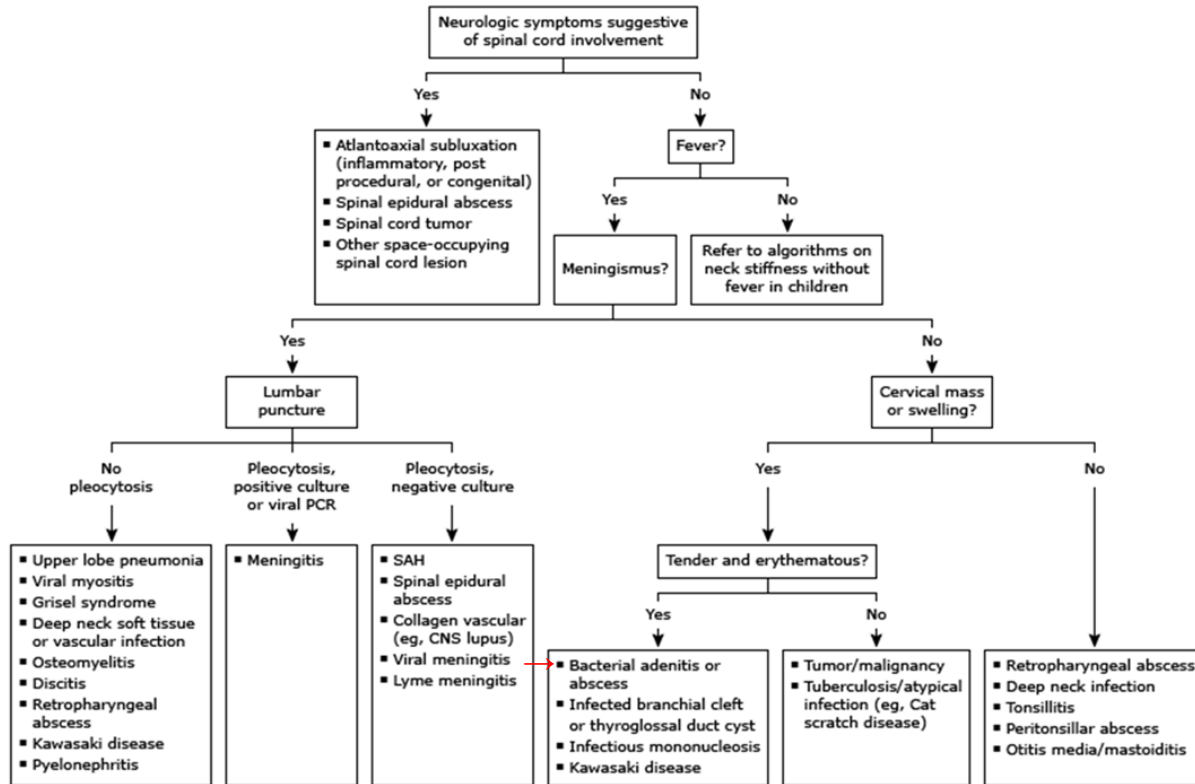 Neurologic symptoms suggestive
of spinal cord involvement
Yes
No
▪ Atlantoaxial subluxation
(inflammatory, post
procedural, or congenital)
▪ Spinal epidural abscess
▪ Spinal cord tumor
▪ Other space-occupying
spinal cord lesion
Fever?
Yes
No
Meningismus?
Refer to algorithms on
neck stiffness without
fever in children
Yes
No
Lumbar
puncture
Cervical mass
or swelling?
No
pleocytosis
Pleocytosis,
positive culture
or viral PCR
Pleocytosis,
negative culture
Yes
No
▪ Upper lobe pneumonia
▪ Viral myositis
▪ Grisel syndrome
▪ Deep neck soft tissue
or vascular infection
▪ Osteomyelitis
▪ Discitis
▪ Retropharyngeal
abscess
▪ Kawasaki disease
▪ Pyelonephritis
▪ Meningitis
▪ SAH
▪ Spinal epidural
abscess
▪ Collagen vascular
(eg, CNS lupus)
▪ Viral meningitis
▪ Lyme meningitis
Tender and erythematous?
Yes
No
▪ Bacterial adenitis or
abscess
▪ Infected branchial cleft
or thyroglossal duct cyst
▪ Infectious mononucleosis
▪ Kawasaki disease
▪ Tumor/malignancy
▪ Tuberculosis/atypical
infection (eg, Cat
scratch disease)
▪ Retropharyngeal abscess
▪ Deep neck infection
▪ Tonsillitis
▪ Peritonsillar abscess
▪ Otitis media/mastoiditis